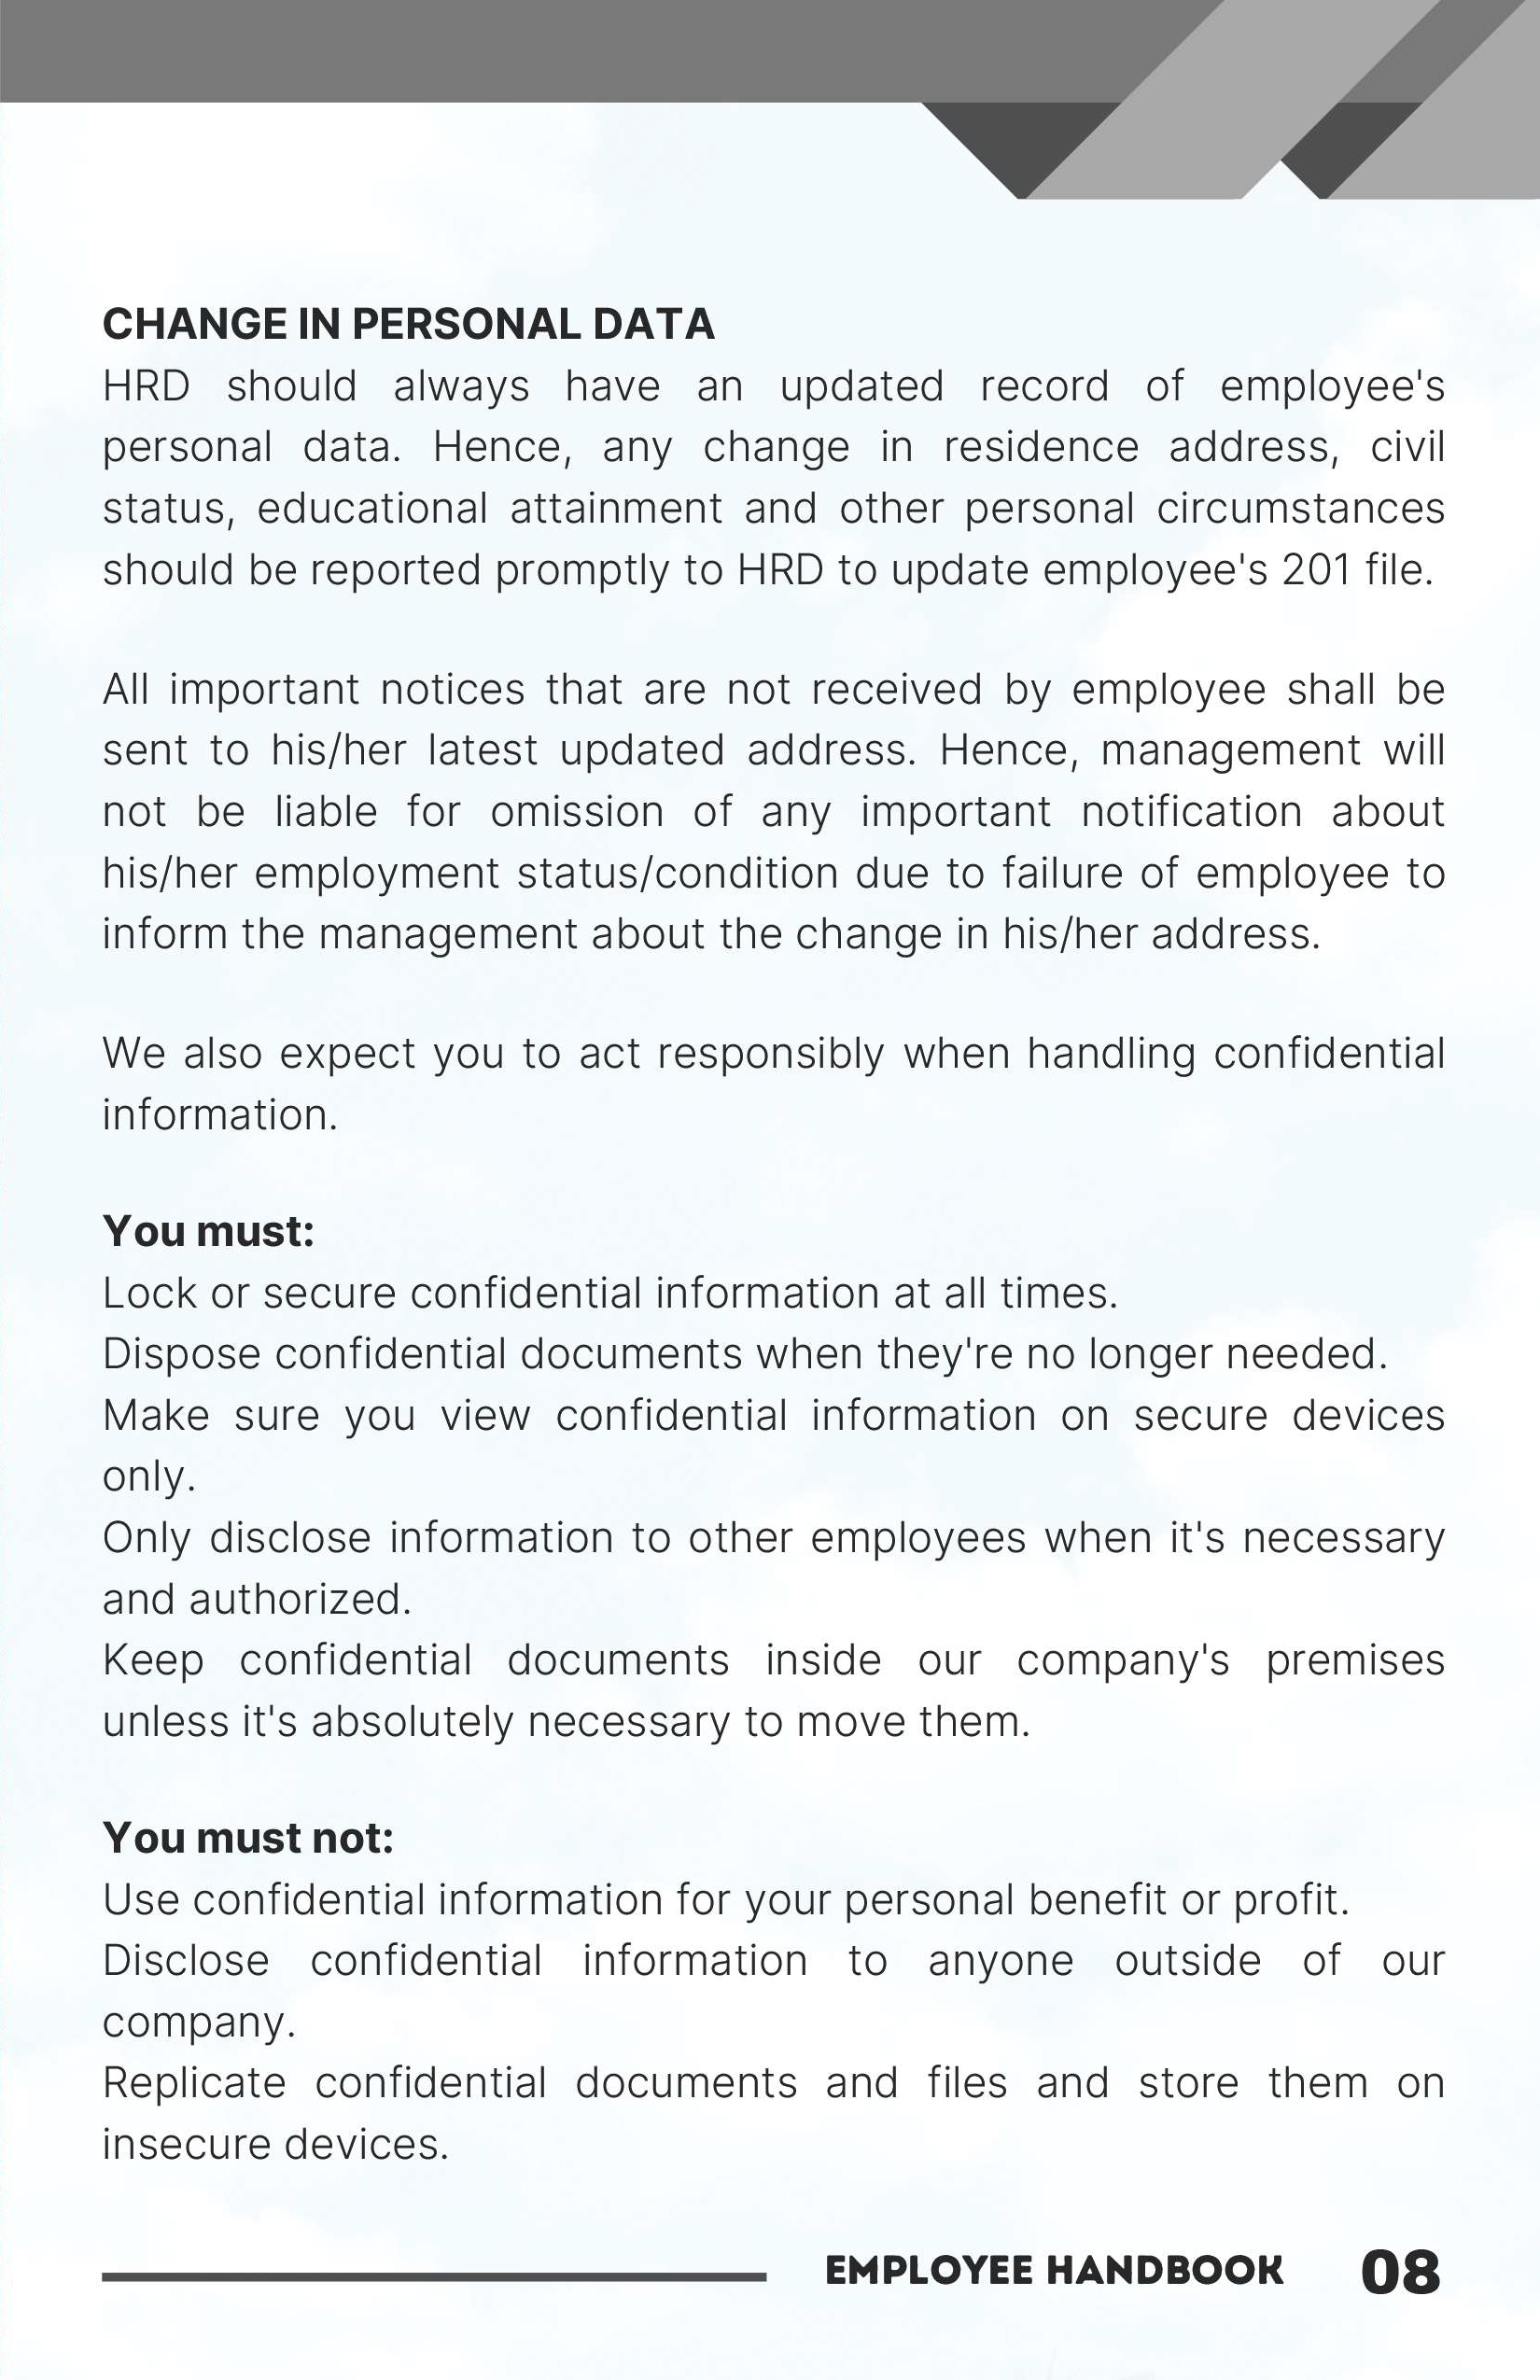 CHANGE IN PERSONAL DATA
HRD should always have an updated record of employee's
personal data. Hence, any change in residence address, civil
status, educational attainment and other personal circumstances
should be reported promptly to HRD to update employee's 201 file.
All important notices that are not received by employee shall be
sent to his/her latest updated address. Hence, management will
not be liable for omission of any important notification about
his/her employment status/condition due to failure of employee to
inform the management about the change in his/her address.
We also expect you to act responsibly when handling confidential
information.
You must:
Lock or secure confidential information at all times.
Dispose confidential documents when they're no longer needed.
Make sure you view confidential information on secure devices
only.
Only disclose information to other employees when it's necessary
and authorized.
Keep confidential documents inside our company's premises
unless it's absolutely necessary to move them.
You must not:
Use confidential information for your personal benefit or profit.
Disclose confidential information to anyone outside of our
company.
Replicate confidential documents and files and store them on
insecure devices.
EMPLOYEE HANDBOOK 08